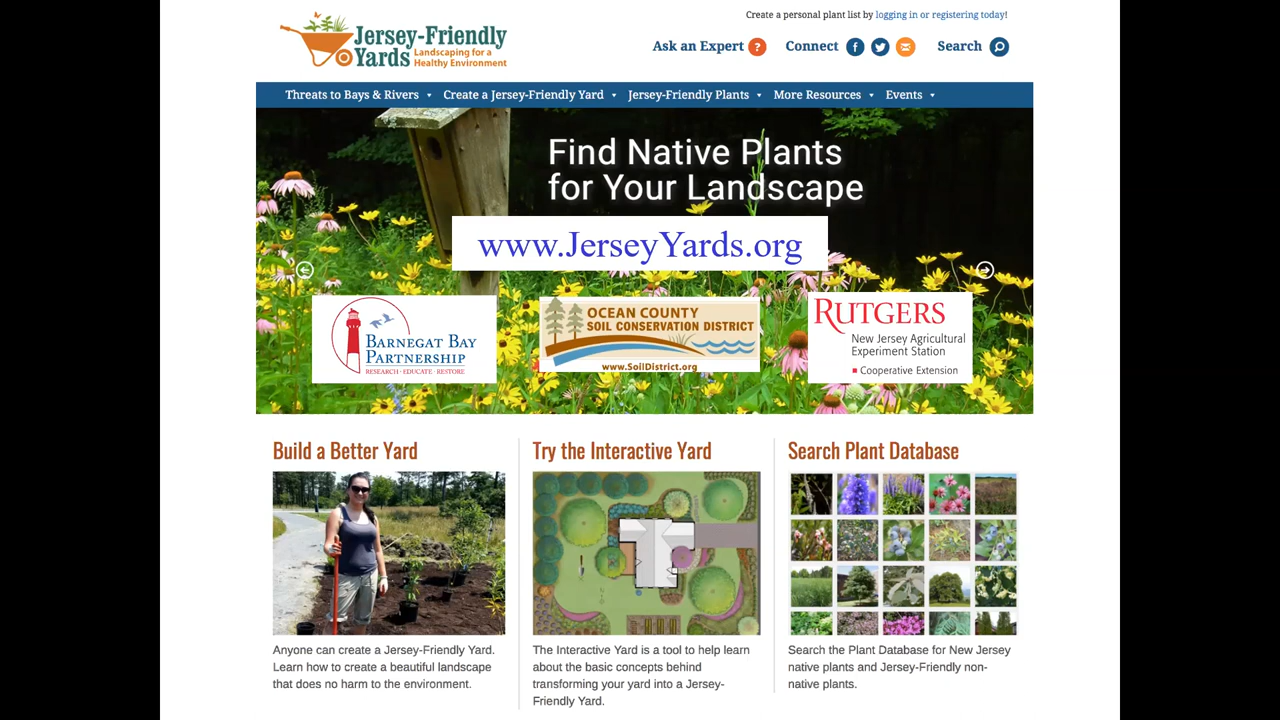 Create a personal plant list by logging in or registering today!
Jersey-Friendly
Yards
Landscaping for a
Healthy Environment
Ask an Expert ?
Connect
Search
Threats to Bays & Rivers
Create a Jersey-Friendly Yard
Jersey-Friendly Plants
More Resources
Events
Find Native Plants
for Your Landscape
www.JerseyYards.org
BARNEGAT BAY
PARTNERSHIP
RESEARCH · EDUCATE · RESTORE
OCEAN COUNTY
SOIL CONSERVATION DISTRICT
www.SoilDistrict.org
RUTGERS
New Jersey Agricultural
Experiment Station
Cooperative Extension
Build a Better Yard
Anyone can create a Jersey-Friendly Yard.
Learn how to create a beautiful landscape
that does no harm to the environment.
Try the Interactive Yard
The Interactive Yard is a tool to help learn
about the basic concepts behind
transforming your yard into a Jersey-
Friendly Yard.
Search Plant Database
Search the Plant Database for New Jersey
native plants and Jersey-Friendly non-
native plants.